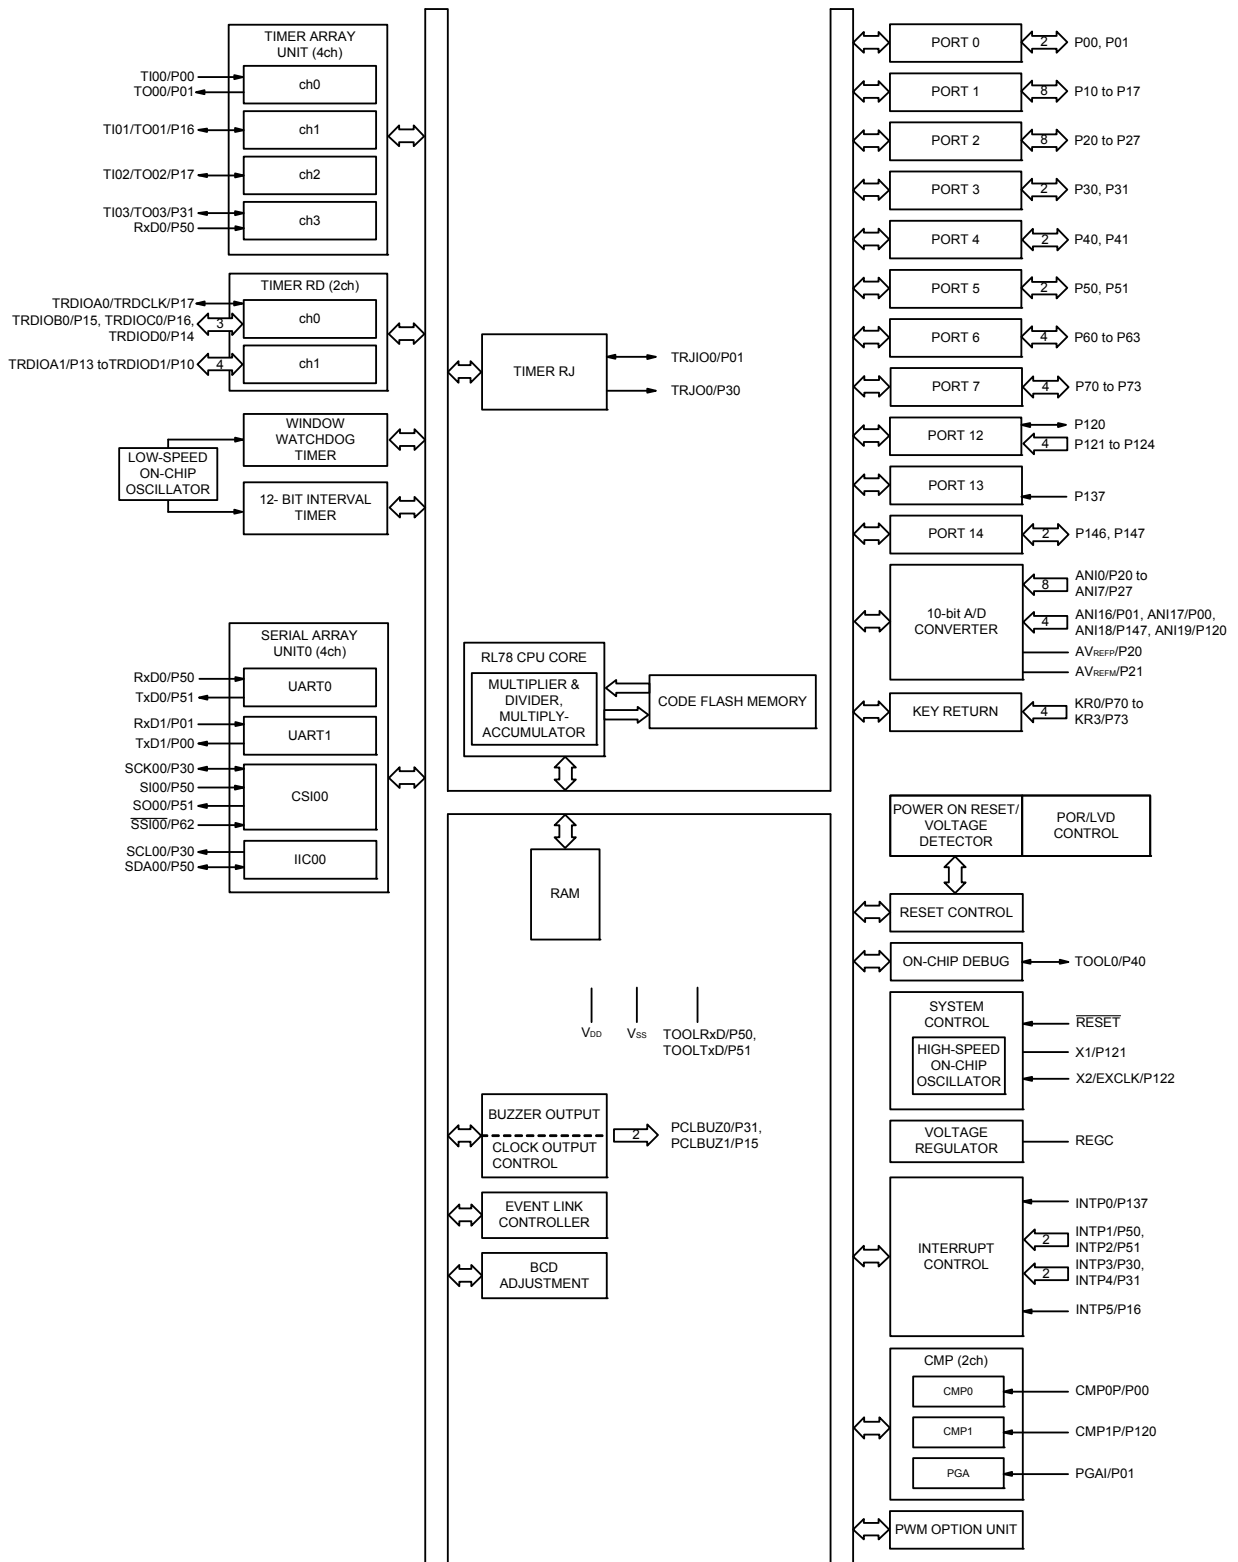 TIMER ARRAY
UNIT (4ch)
TI00/P00
TO00/P01
ch0
TI01/TO01/P16
ch1
TI02/TO02/P17
ch2
TI03/TO03/P31
RxD0/P50
ch3
TIMER RD (2ch)
TRDIOA0/TRDCLK/P17
TRDIOB0/P15, TRDIOC0/P16,
TRDIOD0/P14
3
ch0
TRDIOA1/P13 toTRDIOD1/P10
4
ch1
WINDOW
WATCHDOG
TIMER
LOW-SPEED
ON-CHIP
OSCILLATOR
12- BIT INTERVAL
TIMER
SERIAL ARRAY
UNIT0 (4ch)
RxD0/P50
TxD0/P51
UART0
RxD1/P01
TxD1/P00
UART1
SCK00/P30
SI00/P50
SO00/P51
SSI00/P62
CSI00
SCL00/P30
SDA00/P50
IIC00
TIMER RJ
TRJIO0/P01
TRJO0/P30
RL78 CPU CORE
MULTIPLIER &
DIVIDER,
MULTIPLY-
ACCUMULATOR
CODE FLASH MEMORY
RAM
VDD
VSS
TOOLRxD/P50,
TOOLTxD/P51
BUZZER OUTPUT
CLOCK OUTPUT
CONTROL
2
PCLBUZ0/P31,
PCLBUZ1/P15
EVENT LINK
CONTROLLER
BCD
ADJUSTMENT
PORT 0
2
P00, P01
PORT 1
8
P10 to P17
PORT 2
8
P20 to P27
PORT 3
2
P30, P31
PORT 4
2
P40, P41
PORT 5
2
P50, P51
PORT 6
4
P60 to P63
PORT 7
4
P70 to P73
PORT 12
P120
4
P121 to P124
PORT 13
P137
PORT 14
2
P146, P147
10-bit A/D
CONVERTER
8
ANI0/P20 to
ANI7/P27
4
ANI16/P01, ANI17/P00,
ANI18/P147, ANI19/P120
AVREFP/P20
AVREFM/P21
KEY RETURN
4
KR0/P70 to
KR3/P73
POWER ON RESET/
VOLTAGE
DETECTOR
POR/LVD
CONTROL
RESET CONTROL
ON-CHIP DEBUG
TOOL0/P40
SYSTEM
CONTROL
RESET
HIGH-SPEED
ON-CHIP
OSCILLATOR
X1/P121
X2/EXCLK/P122
VOLTAGE
REGULATOR
REGC
INTERRUPT
CONTROL
INTP0/P137
2
INTP1/P50,
INTP2/P51
2
INTP3/P30,
INTP4/P31
INTP5/P16
CMP (2ch)
CMP0
CMP0P/P00
CMP1
CMP1P/P120
PGA
PGAI/P01
PWM OPTION UNIT